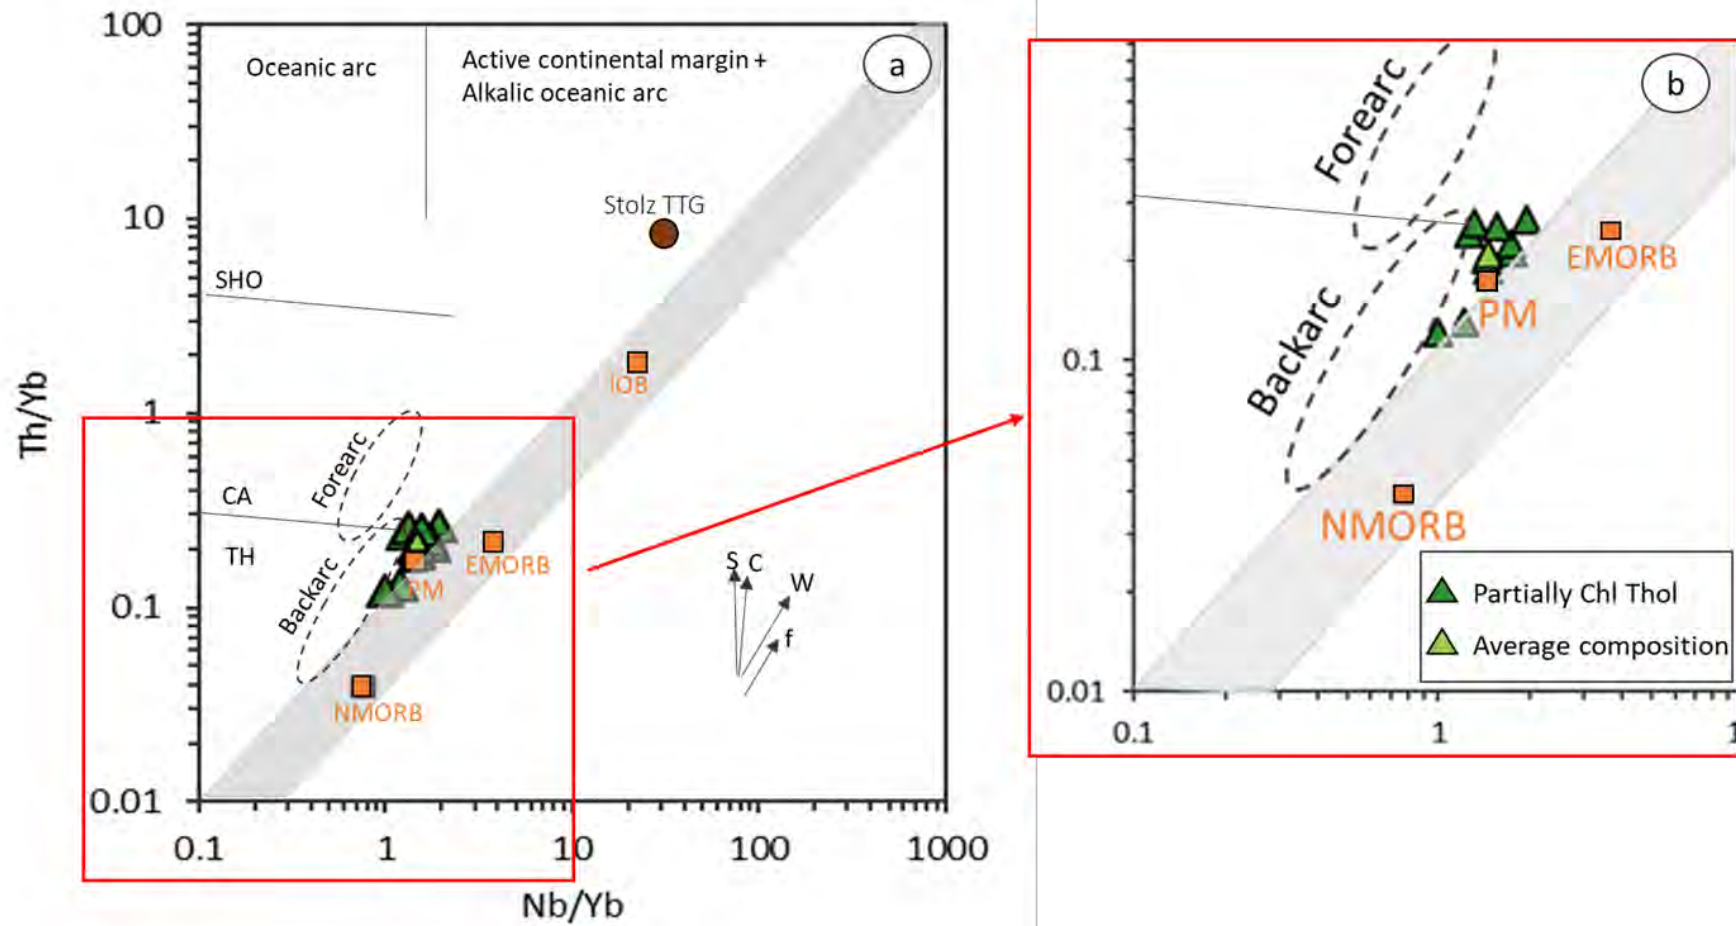 100
10
1
0.1
0.01
Th/Yb
0.1
1
10
100
1000
Nb/Yb
Oceanic arc
Active continental margin +
Alkalic oceanic arc
a
Stolz TTG
SHO
IOB
Forearc
CA
TH
Backarc
PM
EMORB
NMORB
S
C
W
f
b
Forearc
Backarc
EMORB
PM
NMORB
0.1
0.01
0.1
1
Partially Chl Thol
Average composition